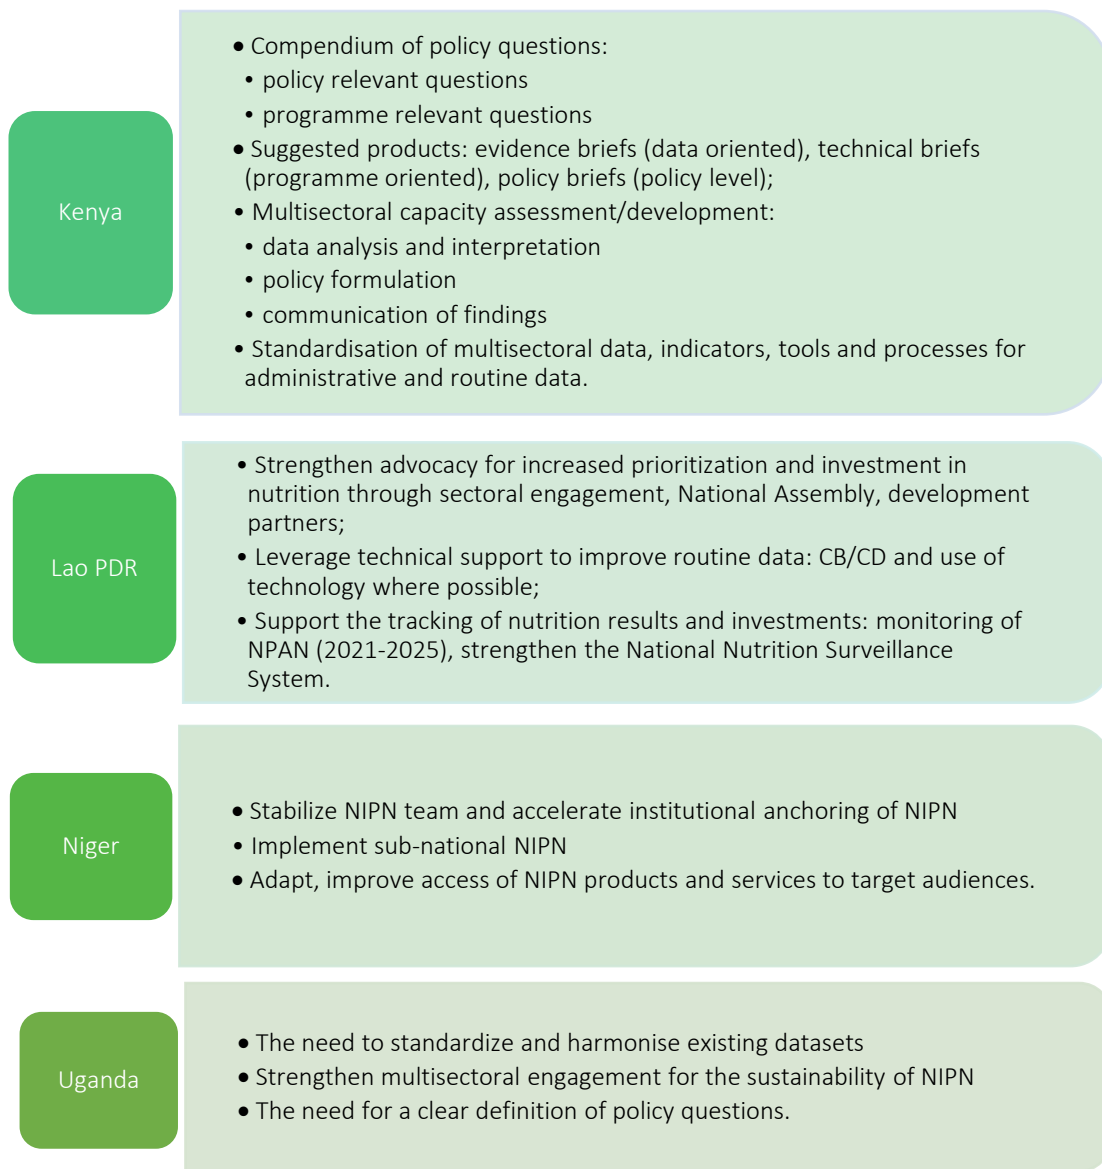 Kenya
• Compendium of policy questions:
• policy relevant questions
• programme relevant questions
• Suggested products: evidence briefs (data oriented), technical briefs
(programme oriented), policy briefs (policy level);
• Multisectoral capacity assessment/development:
• data analysis and interpretation
• policy formulation
• communication of findings
• Standardisation of multisectoral data, indicators, tools and processes for
administrative and routine data.
Lao PDR
• Strengthen advocacy for increased prioritization and investment in
nutrition through sectoral engagement, National Assembly, development
partners;
• Leverage technical support to improve routine data: CB/CD and use of
technology where possible;
• Support the tracking of nutrition results and investments: monitoring of
NPAN (2021-2025), strengthen the National Nutrition Surveillance
System.
Niger
• Stabilize NIPN team and accelerate institutional anchoring of NIPN
• Implement sub-national NIPN
• Adapt, improve access of NIPN products and services to target audiences.
Uganda
• The need to standardize and harmonise existing datasets
• Strengthen multisectoral engagement for the sustainability of NIPN
• The need for a clear definition of policy questions.